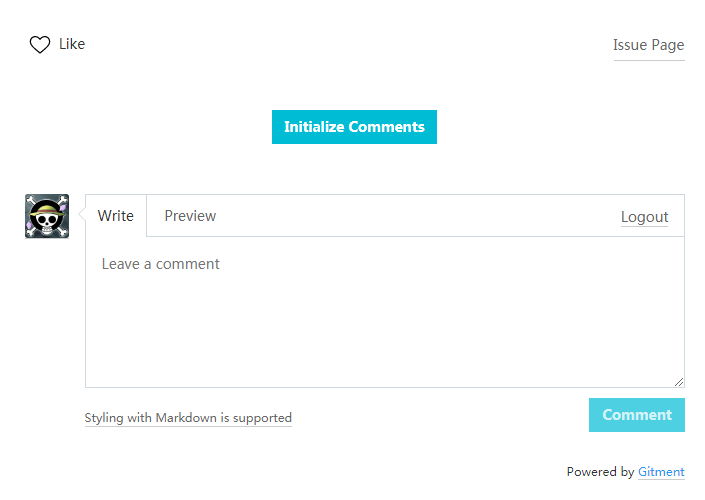 Like
Issue Page
Initialize Comments
Write
Preview
Logout
Leave a comment
Styling with Markdown is supported
Comment
Powered by Gitment